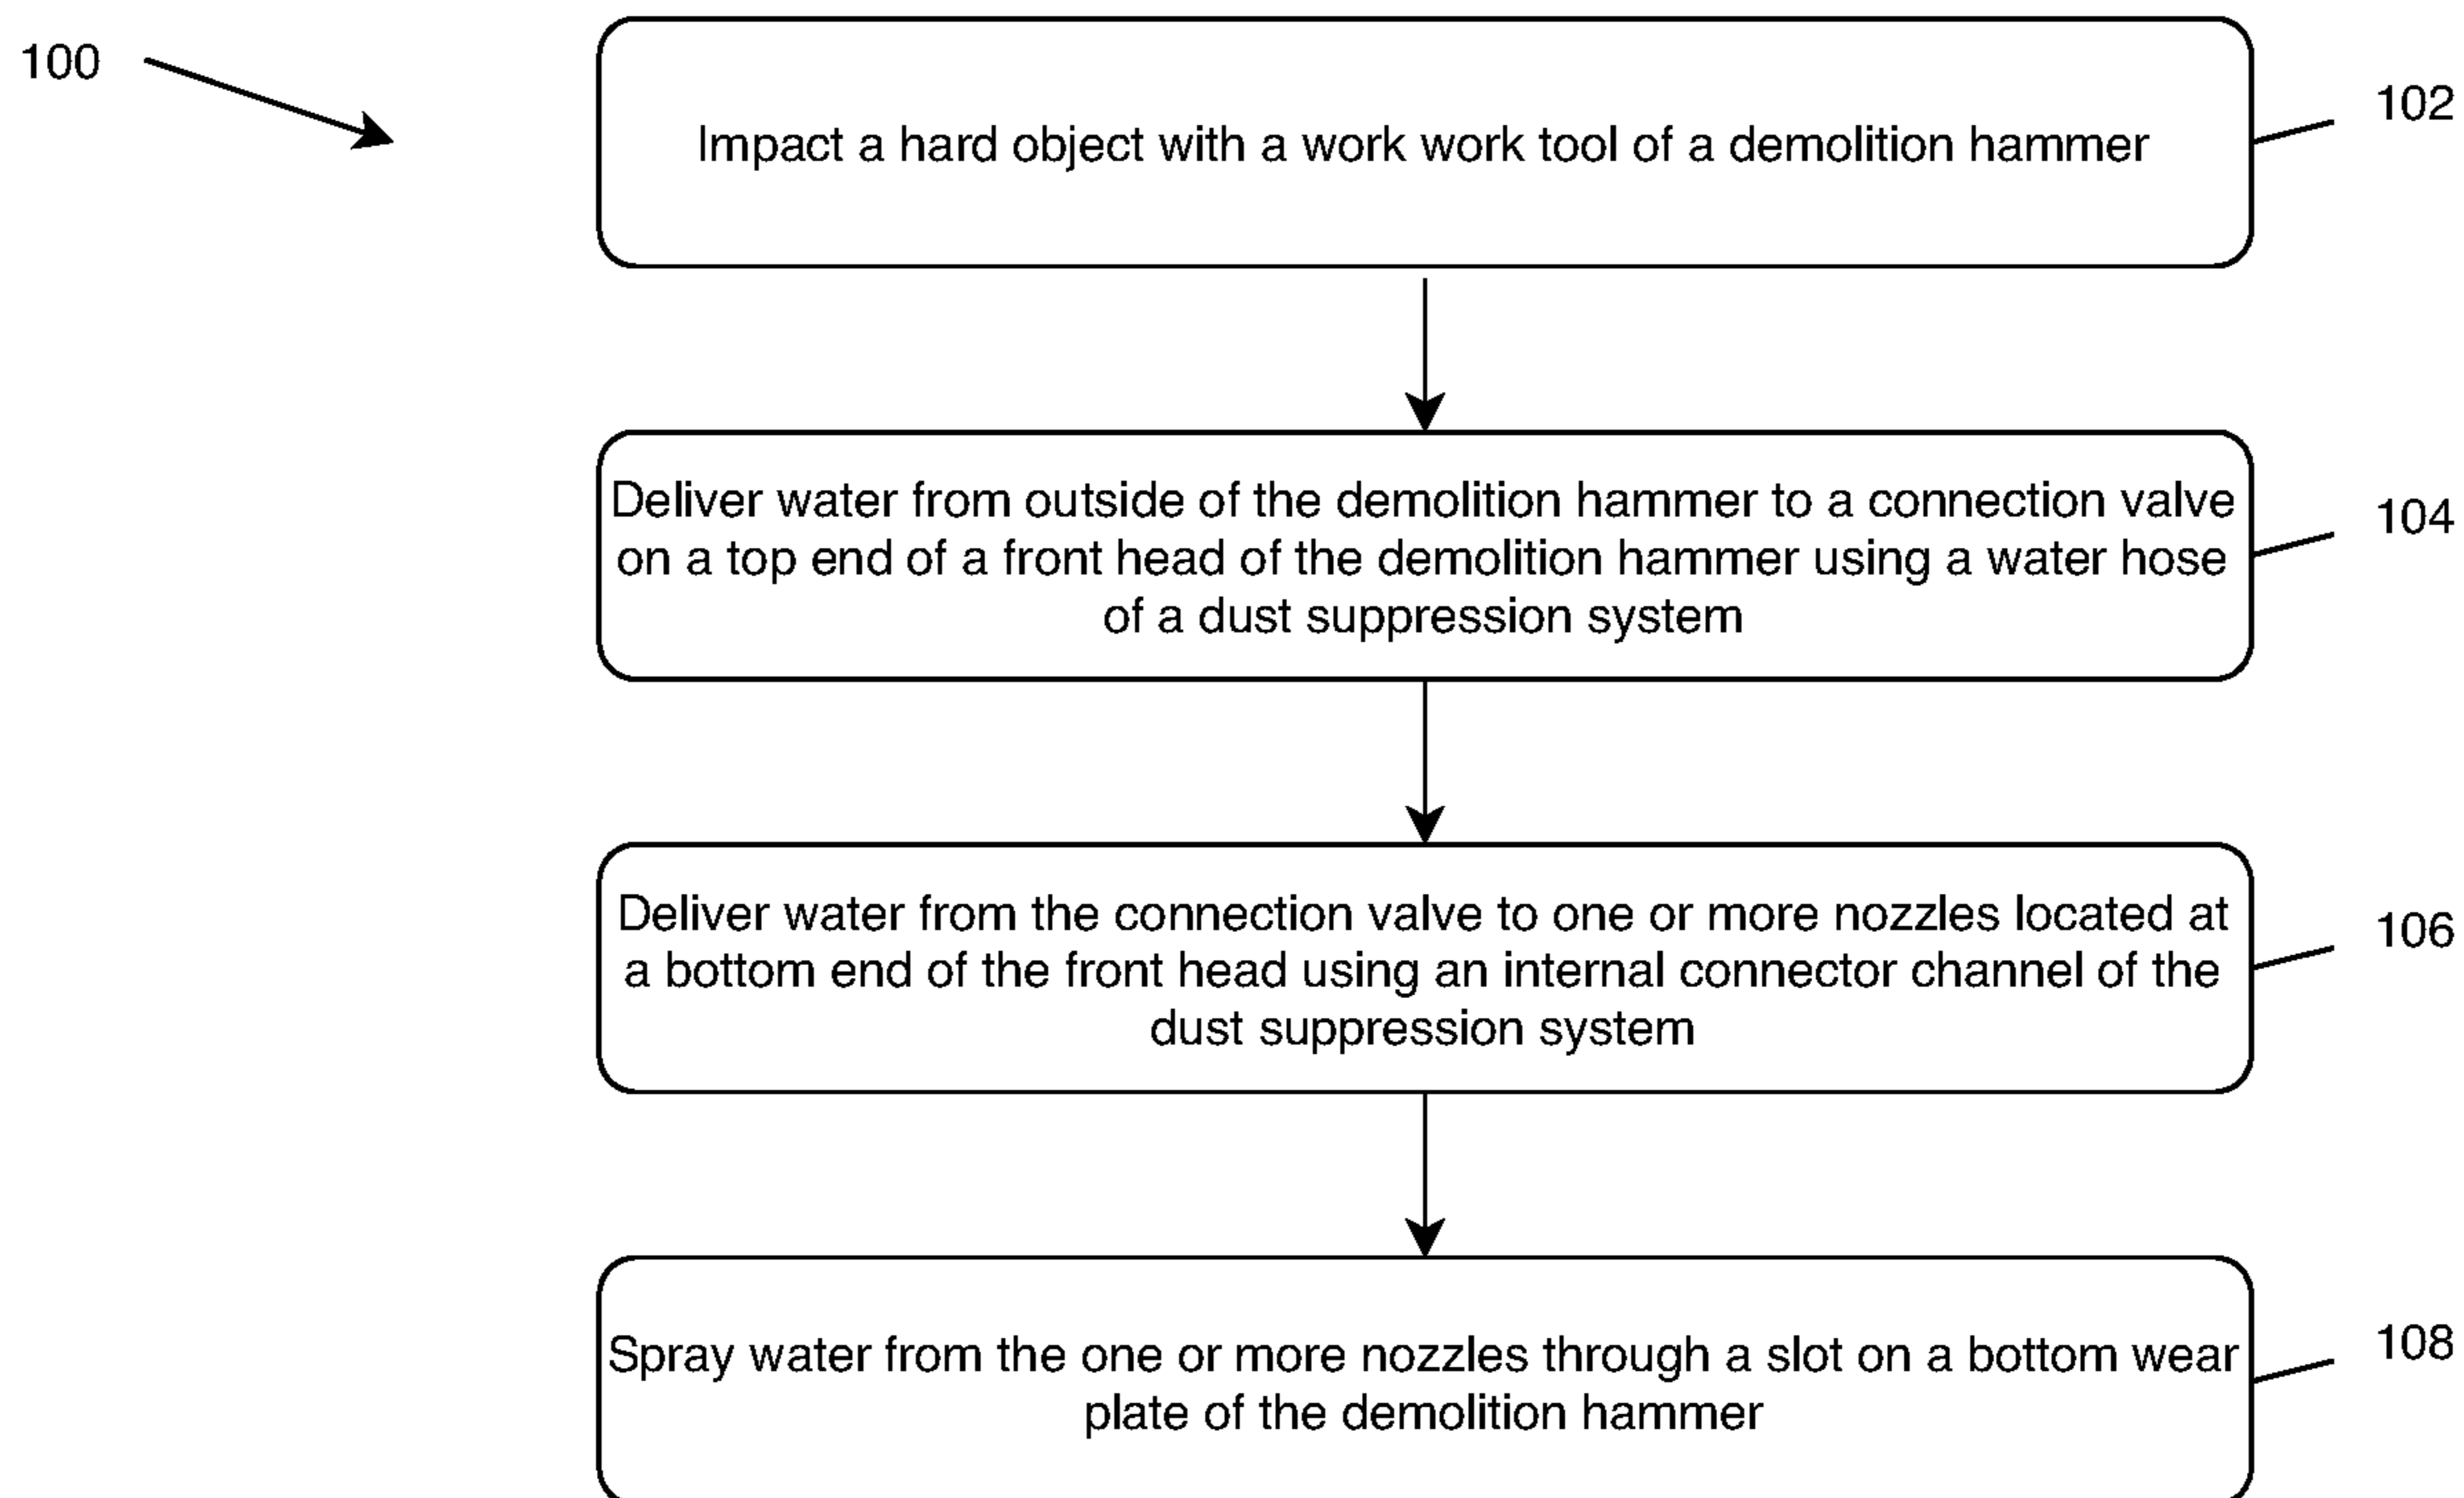 100
Impact a hard object with a work work tool of a demolition hammer
102
Deliver water from outside of the demolition hammer to a connection valve
on a top end of a front head of the demolition hammer using a water hose
of a dust suppression system
104
Deliver water from the connection valve to one or more nozzles located at
a bottom end of the front head using an internal connector channel of the
dust suppression system
106
Spray water from the one or more nozzles through a slot on a bottom wear
plate of the demolition hammer
108